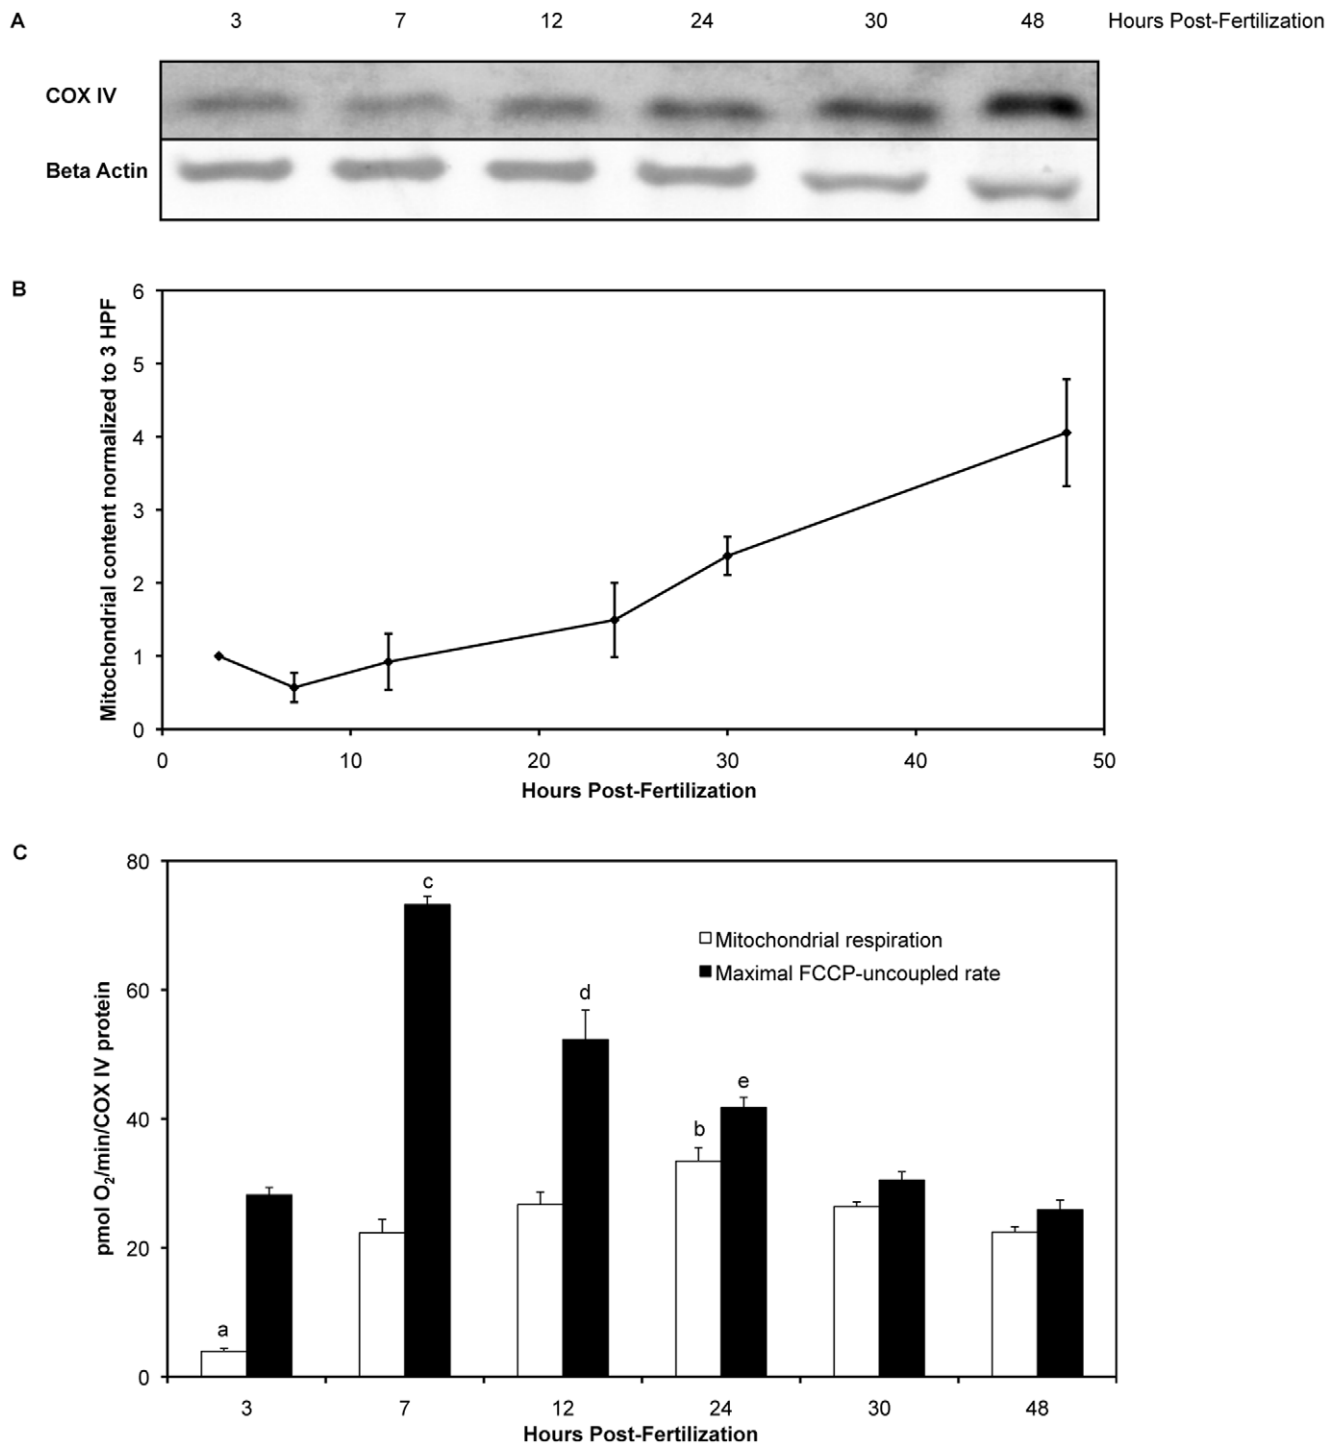 A 3 7 12 24 30 48 Hours Post-Fertilization
COX IV
Beta Actin
B
Mitochondrial content normalized to 3 HPF
6
5
4
3
2
1
0
0 10 20 30 40 50
Hours Post-Fertilization
C
pmol O2/min/COX IV protein
80
60
40
20
0
c
d
e
b
a
Mitochondrial respiration
Maximal FCCP-uncoupled rate
3 7 12 24 30 48
Hours Post-Fertilization